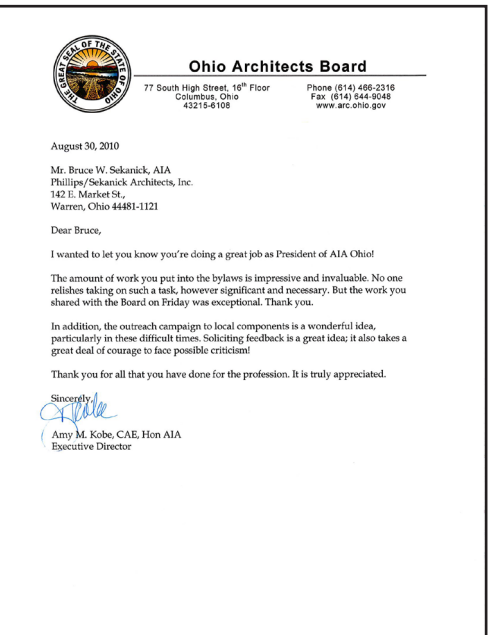 THE GREAT SEAL OF THE STATE OF OHIO
Ohio Architects Board
77 South High Street, 16th Floor
Columbus, Ohio
43215-6108
Phone (614) 466-2316
Fax (614) 644-9048
www.arc.ohio.gov
August 30, 2010
Mr. Bruce W. Sekanick, AIA
Phillips/Sekanick Architects, Inc.
142 E. Market St.,
Warren, Ohio 44481-1121
Dear Bruce,
I wanted to let you know you're doing a great job as President of AIA Ohio!
The amount of work you put into the bylaws is impressive and invaluable. No one
relishes taking on such a task, however significant and necessary. But the work you
shared with the Board on Friday was exceptional. Thank you.
In addition, the outreach campaign to local components is a wonderful idea,
particularly in these difficult times. Soliciting feedback is a great idea; it also takes a
great deal of courage to face possible criticism!
Thank you for all that you have done for the profession. It is truly appreciated.
Sincerely,
Amy M. Kobe, CAE, Hon AIA
Executive Director